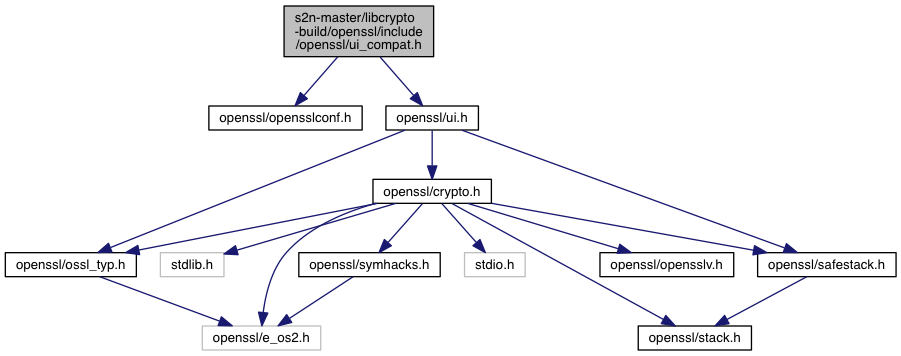 s2n-master/libcrypto
-build/openssl/include
/openssl/ui_compat.h
openssl/opensslconf.h
openssl/ui.h
openssl/crypto.h
openssl/ossl_typ.h
stdlib.h
openssl/symhacks.h
stdio.h
openssl/opensslv.h
openssl/safestack.h
openssl/e_os2.h
openssl/stack.h